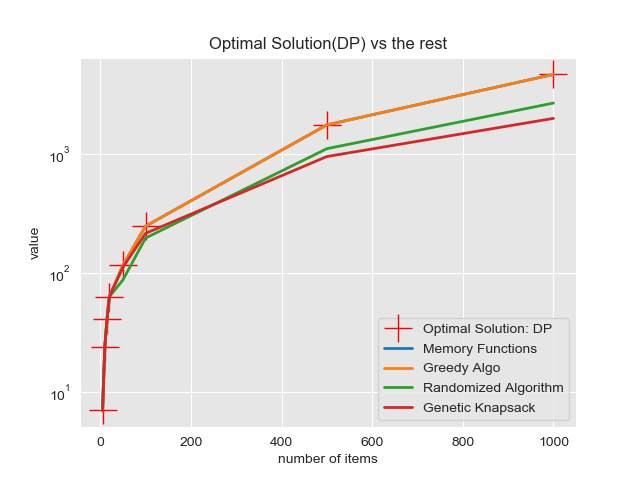 Optimal Solution(DP) vs the rest
value
10³
10²
10¹
0 200 400 600 800 1000
number of items
Optimal Solution: DP
Memory Functions
Greedy Algo
Randomized Algorithm
Genetic Knapsack